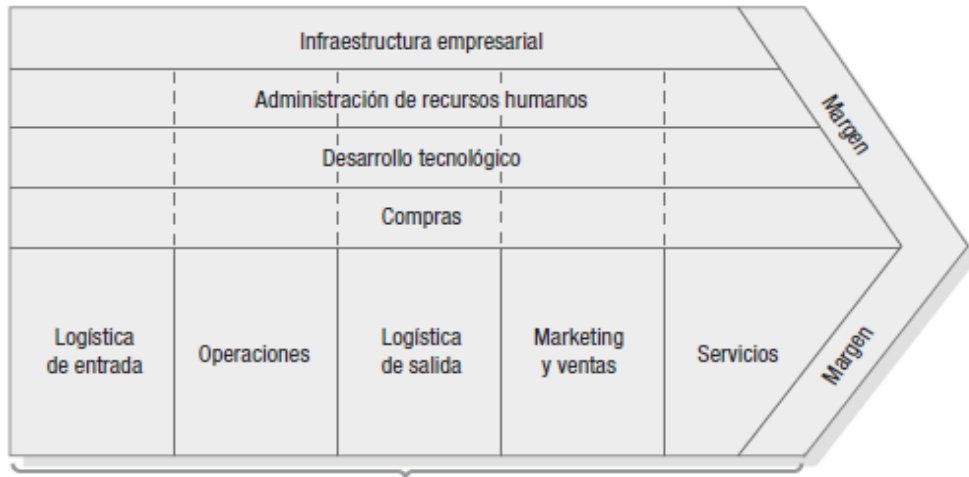 Infraestructura empresarial
Administración de recursos humanos
Desarrollo tecnológico
Compras
Logística
de entrada
Operaciones
Logística
de salida
Marketing
y ventas
Servicios
Margen
Margen